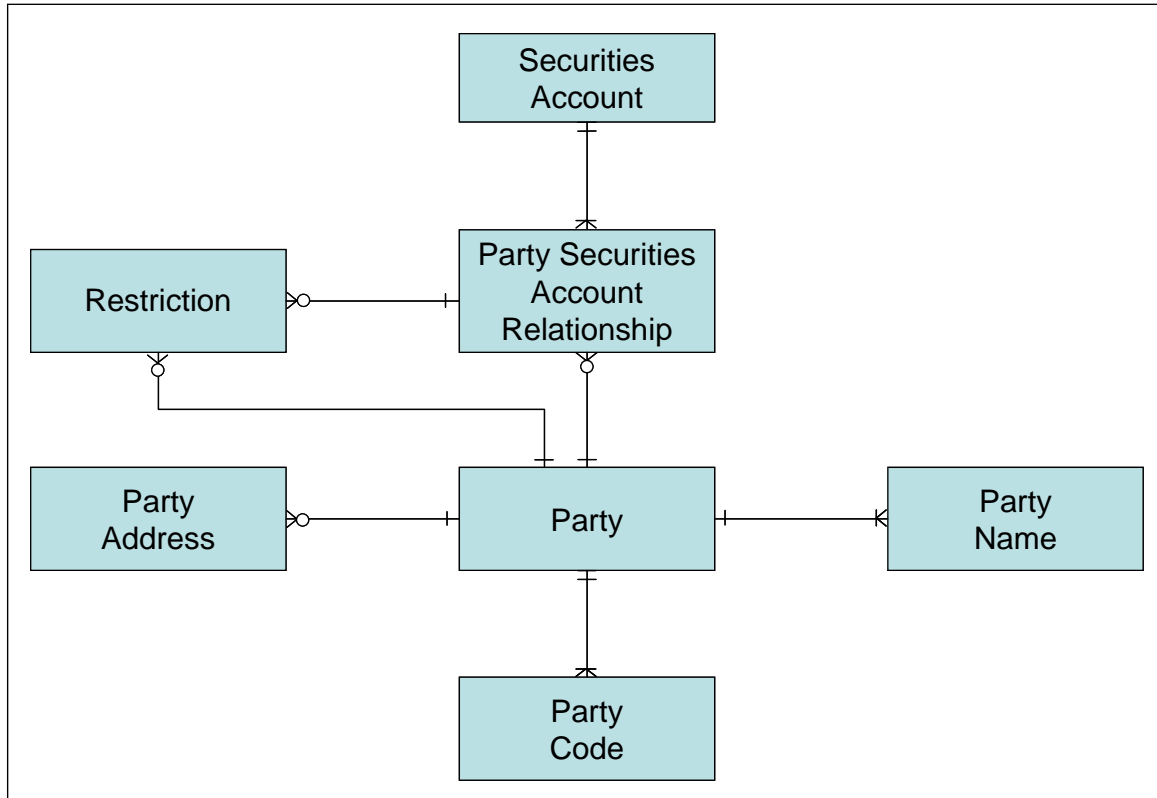 Securities
Account
Restriction
Party Securities
Account
Relationship
Party
Address
Party
Party
Name
Party
Code